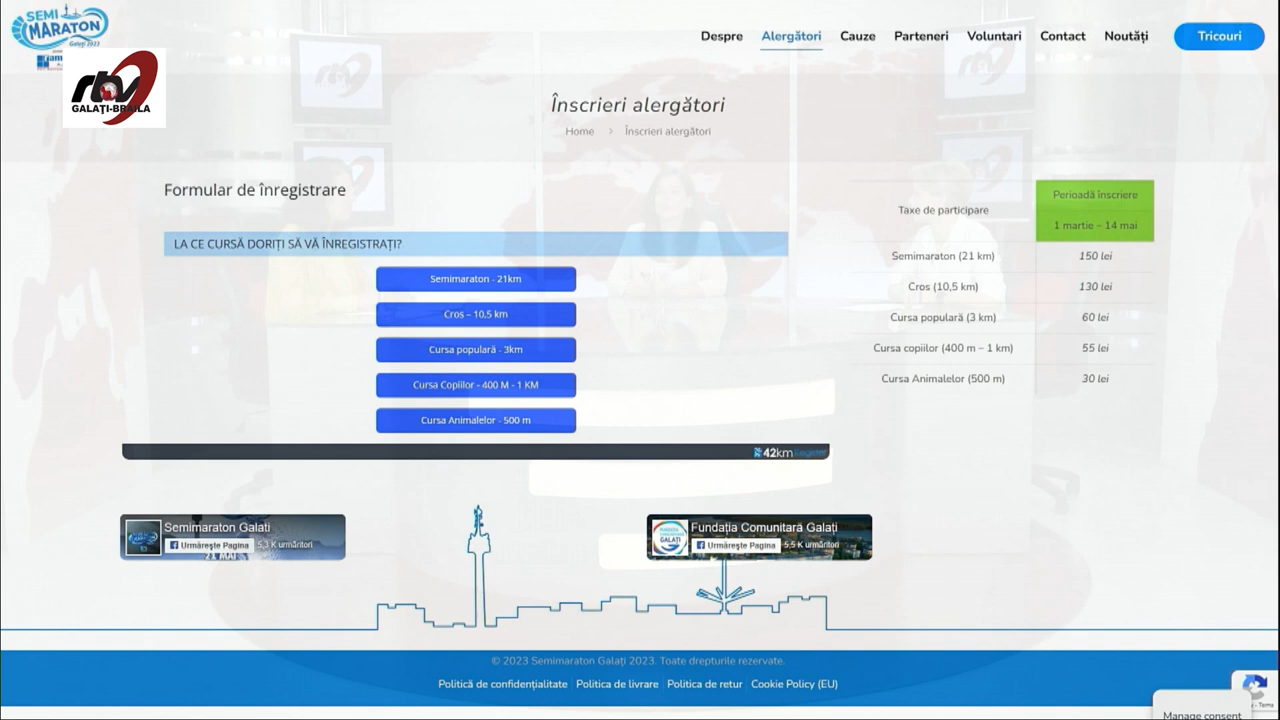 SEMI
MARATON
Galați 2023
rtv
GALAȚI-BRĂILA
Despre Alergători Cauze Parteneri Voluntari Contact Noutăți Tricouri
Înscrieri alergători
Home > Înscrieri alergători
Formular de înregistrare
LA CE CURSĂ DORIȚI SĂ VĂ ÎNREGISTRAȚI?
Semimaraton - 21km
Cros – 10,5 km
Cursa populară - 3km
Cursa Copiilor - 400 M - 1 KM
Cursa Animalelor - 500 m
42km
Taxe de participare
Perioadă înscriere
1 martie – 14 mai
Semimaraton (21 km) 150 lei
Cros (10,5 km) 130 lei
Cursa populară (3 km) 60 lei
Cursa copiilor (400 m – 1 km) 55 lei
Cursa Animalelor (500 m) 30 lei
Semimaraton Galati
Urmărește Pagina 5,3 K urmăritori
21 MAI
FUNDAȚIA
COMUNITARĂ
GALAȚI
Fundația Comunitară Galați
Urmărește Pagina 5,5 K urmăritori
© 2023 Semimaraton Galați 2023. Toate drepturile rezervate.
Politică de confidențialitate Politica de livrare Politica de retur Cookie Policy (EU)
Manage consent